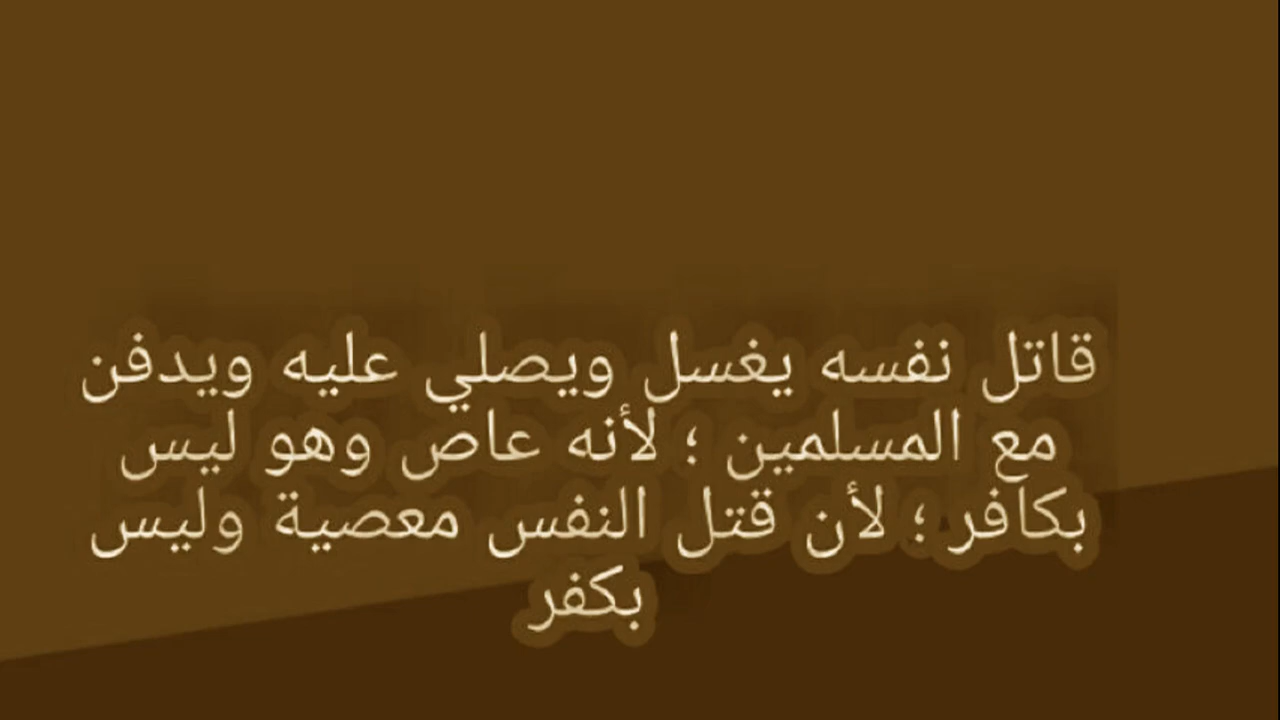 قاتل نفسه يغسل ويصلي عليه ويدفن
مع المسلمين ؛ لأنه عاص وهو ليس
بكافر ؛ لأن قتل النفس معصية وليس
بكفر